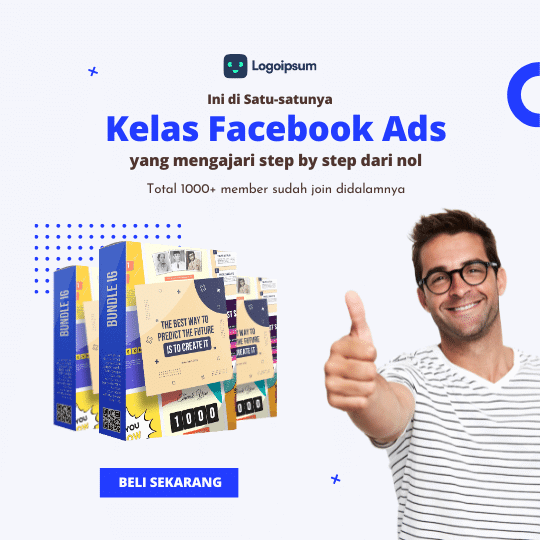 Logoipsum
Ini di Satu-satunya
Kelas Facebook Ads
yang mengajari step by step dari nol
Total 1000+ member sudah join didalamnya
BUNDLE 16
BUNDLE 16
THE BEST WAY TO
PREDICT THE FUTURE
IS TO CREATE IT
1000
BELI SEKARANG